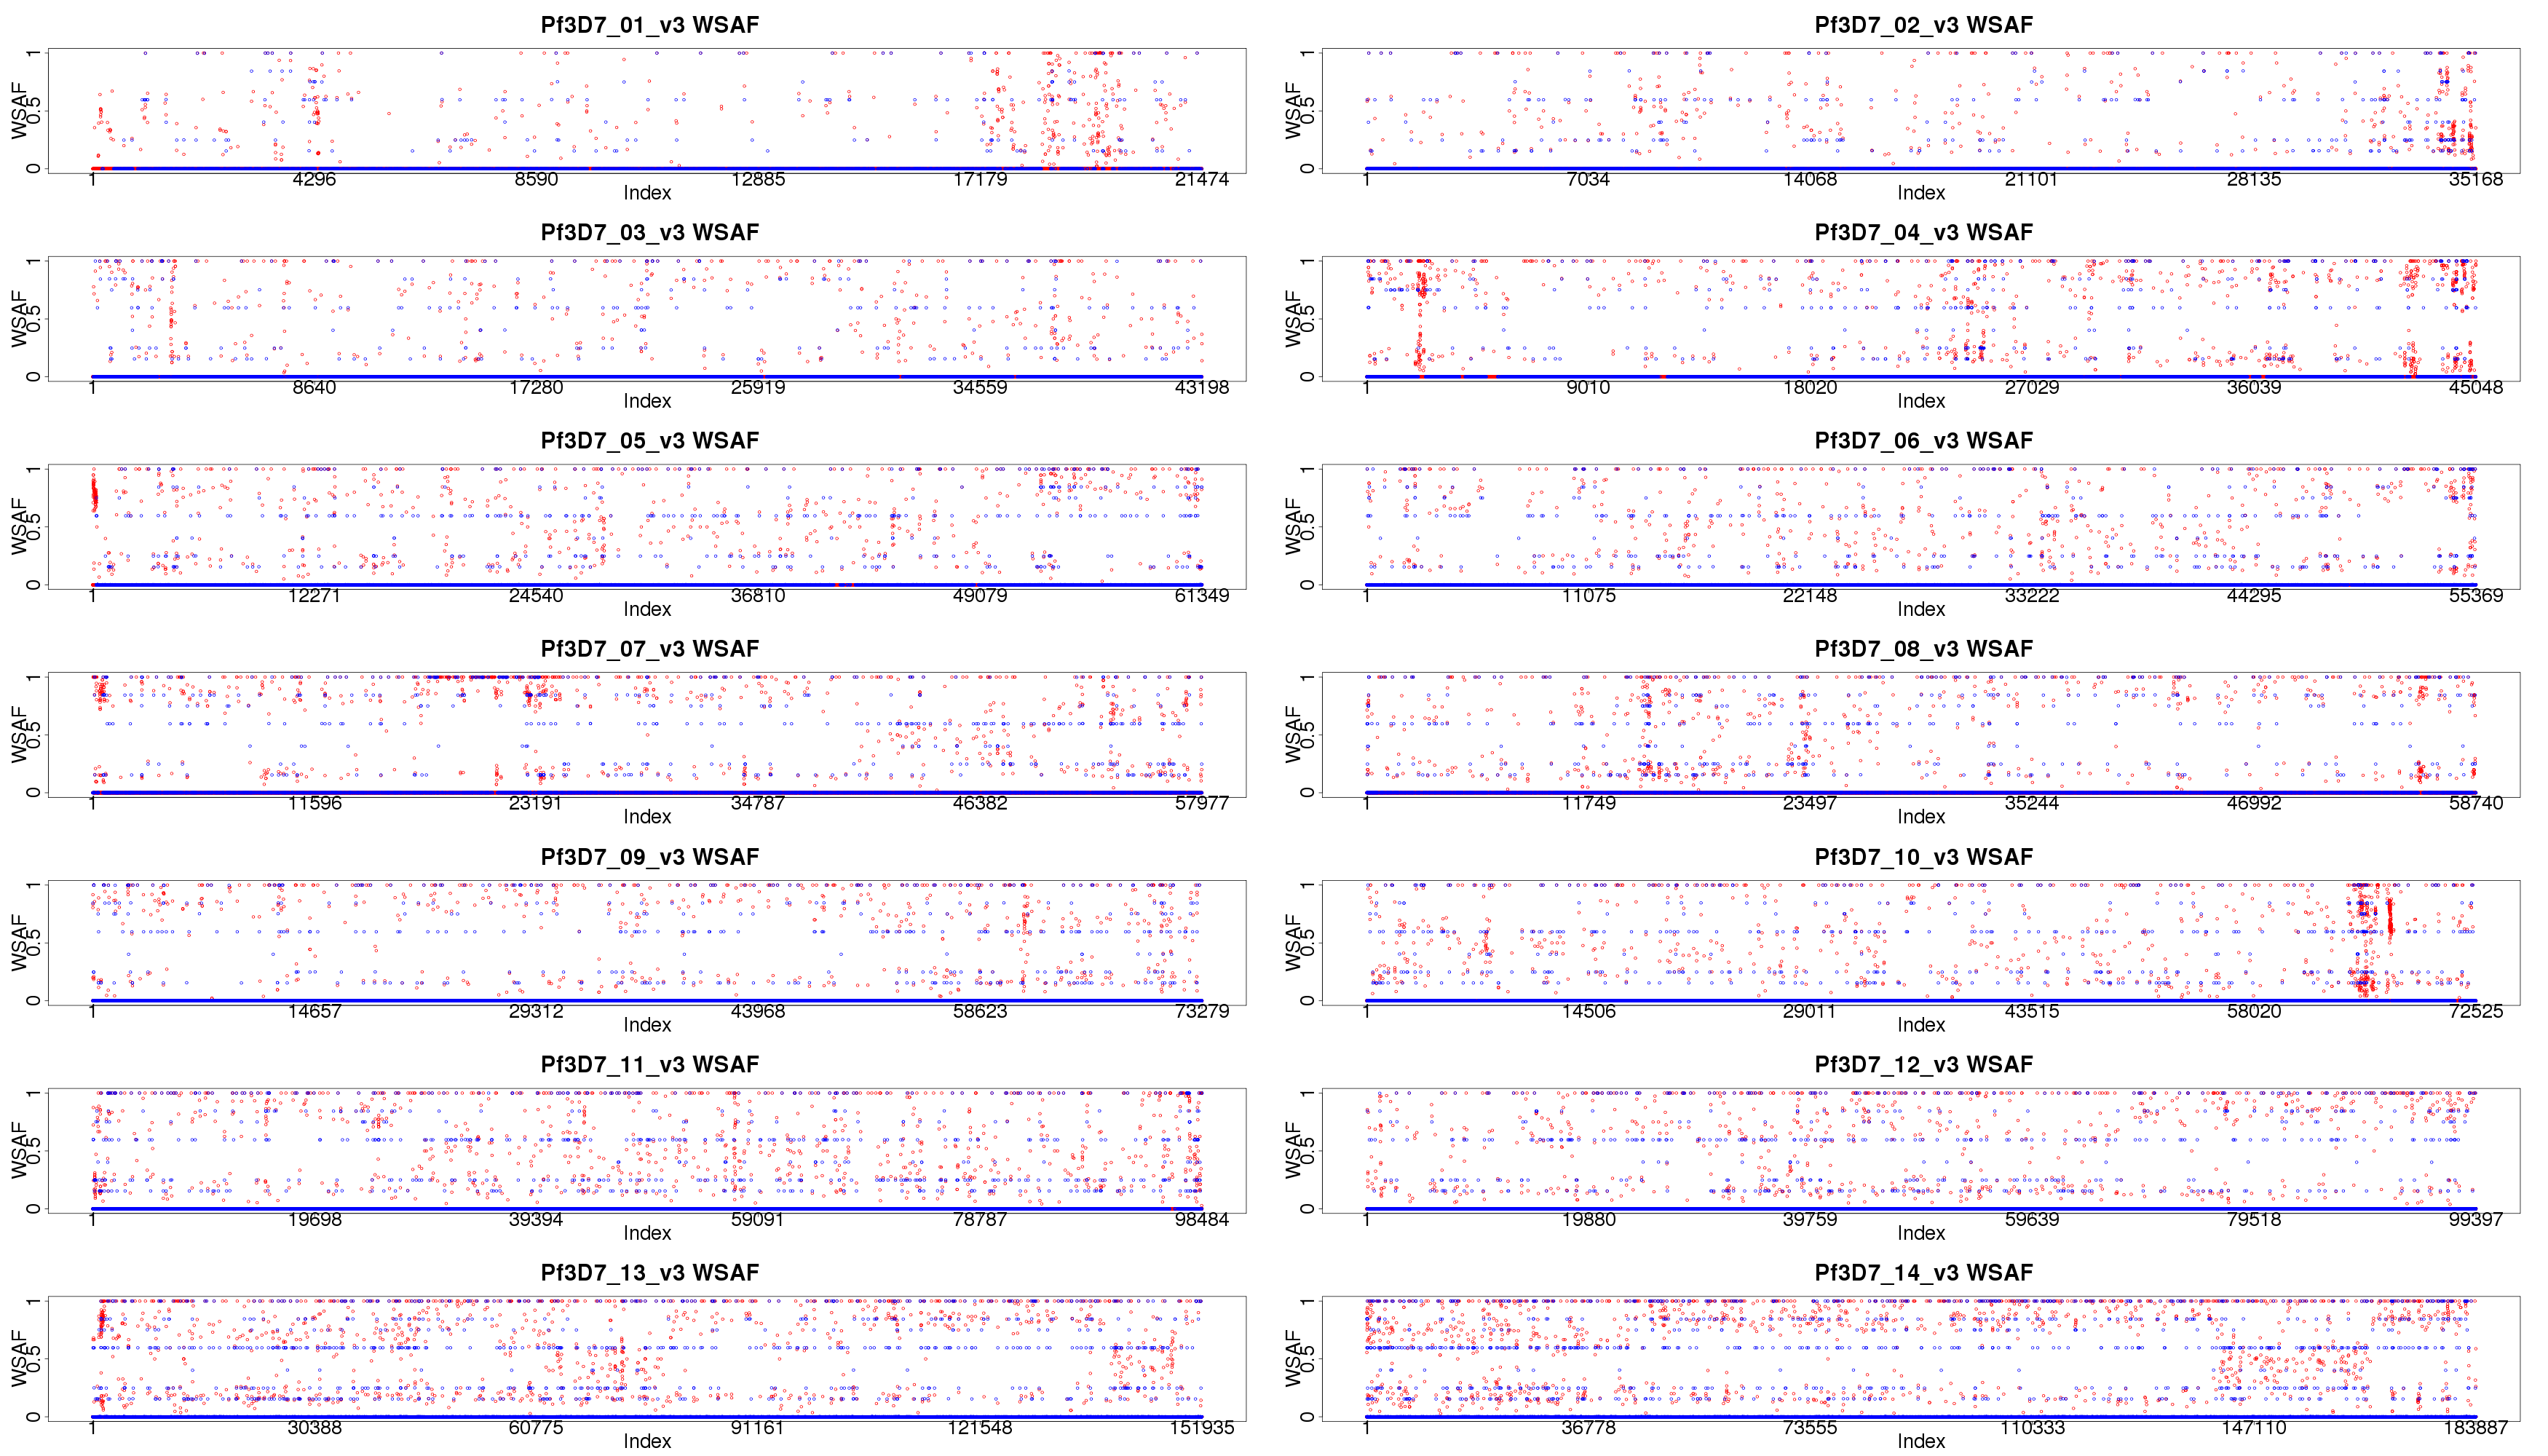 Pf3D7_01_v3 WSAF
WSAF
0 0.5 1
1 4296 8590 12885 17179 21474
Index
Pf3D7_02_v3 WSAF
WSAF
0 0.5 1
1 7034 14068 21101 28135 35168
Index
Pf3D7_03_v3 WSAF
WSAF
0 0.5 1
1 8640 17280 25919 34559 43198
Index
Pf3D7_04_v3 WSAF
WSAF
0 0.5 1
1 9010 18020 27029 36039 45048
Index
Pf3D7_05_v3 WSAF
WSAF
0 0.5 1
1 12271 24540 36810 49079 61349
Index
Pf3D7_06_v3 WSAF
WSAF
0 0.5 1
1 11075 22148 33222 44295 55369
Index
Pf3D7_07_v3 WSAF
WSAF
0 0.5 1
1 11596 23191 34787 46382 57977
Index
Pf3D7_08_v3 WSAF
WSAF
0 0.5 1
1 11749 23497 35244 46992 58740
Index
Pf3D7_09_v3 WSAF
WSAF
0 0.5 1
1 14657 29312 43968 58623 73279
Index
Pf3D7_10_v3 WSAF
WSAF
0 0.5 1
1 14506 29011 43515 58020 72525
Index
Pf3D7_11_v3 WSAF
WSAF
0 0.5 1
1 19698 39394 59091 78787 98484
Index
Pf3D7_12_v3 WSAF
WSAF
0 0.5 1
1 19880 39759 59639 79518 99397
Index
Pf3D7_13_v3 WSAF
WSAF
0 0.5 1
1 30388 60775 91161 121548 151935
Index
Pf3D7_14_v3 WSAF
WSAF
0 0.5 1
1 36778 73555 110333 147110 183887
Index